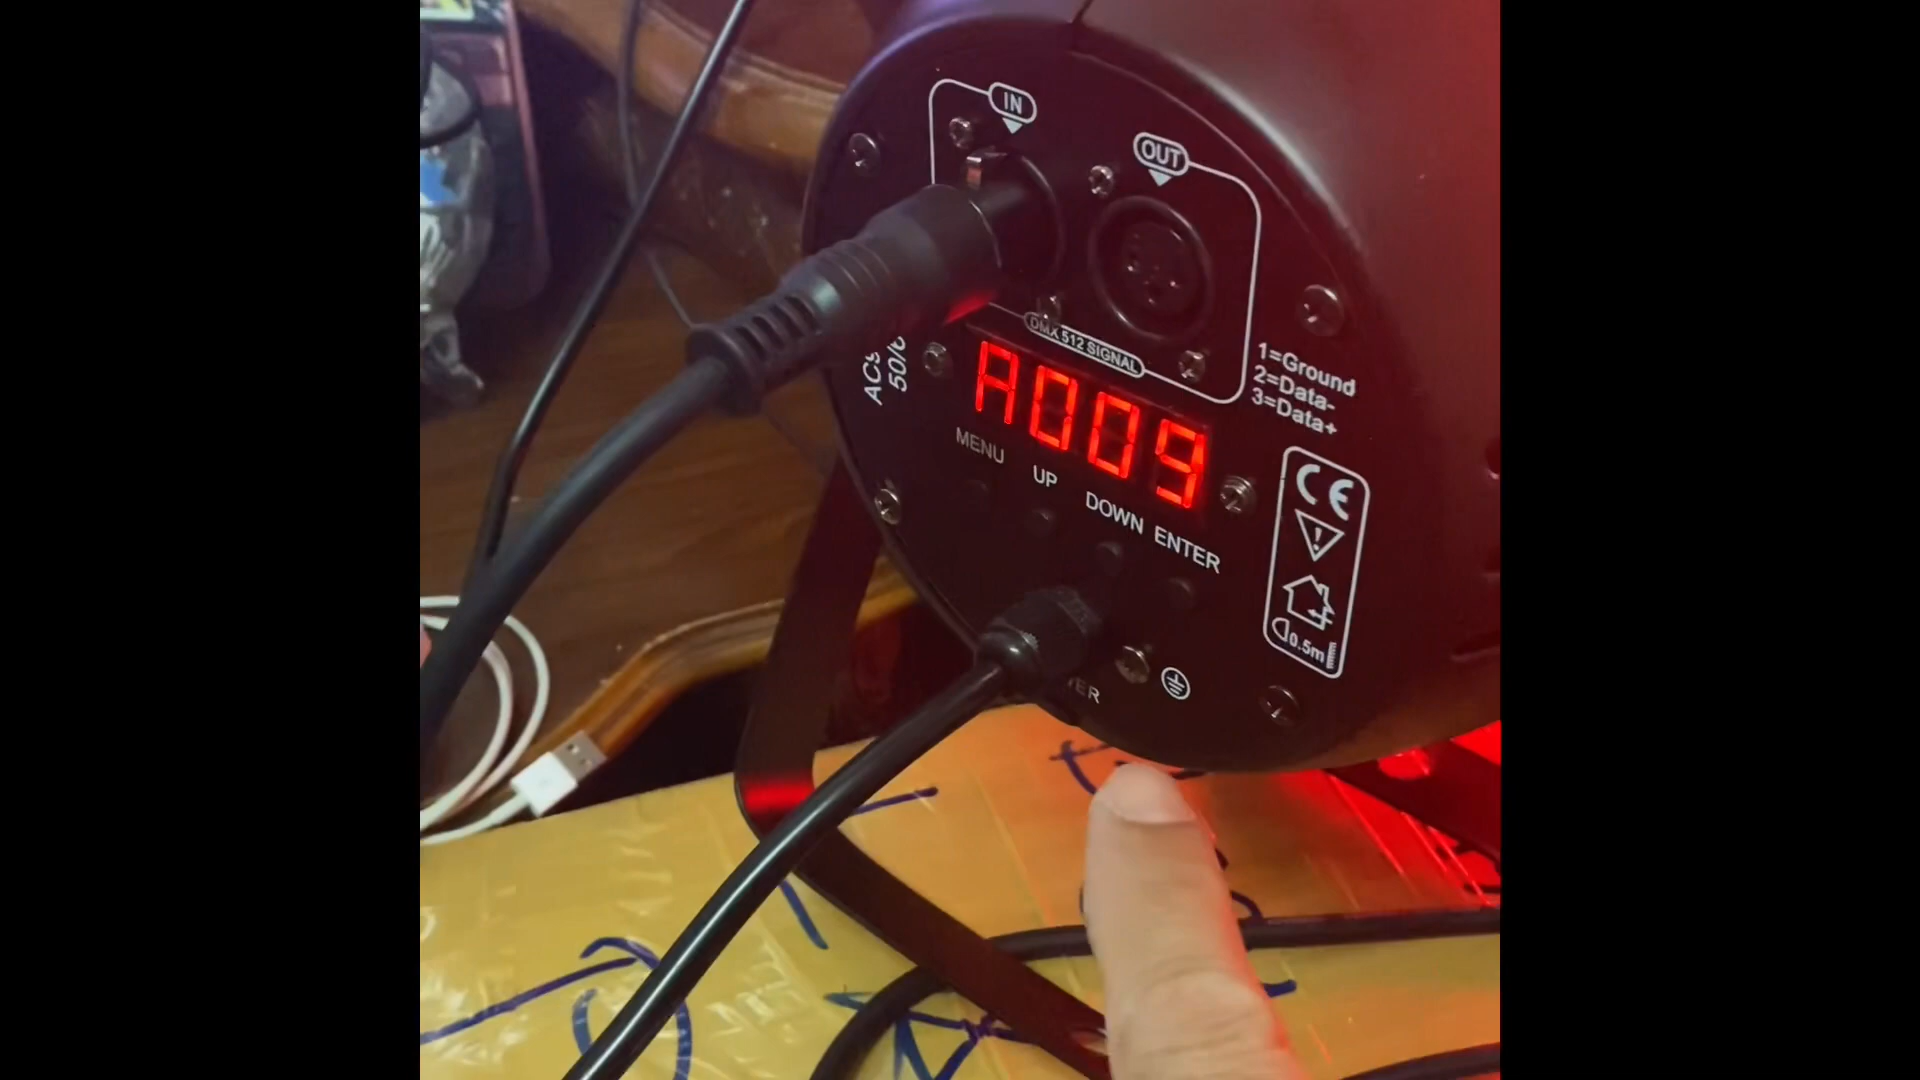 IN
OUT
DMX 512 SIGNAL
1=Ground
2=Data-
3=Data+
A009
MENU
UP
DOWN
ENTER
CE
0.5m